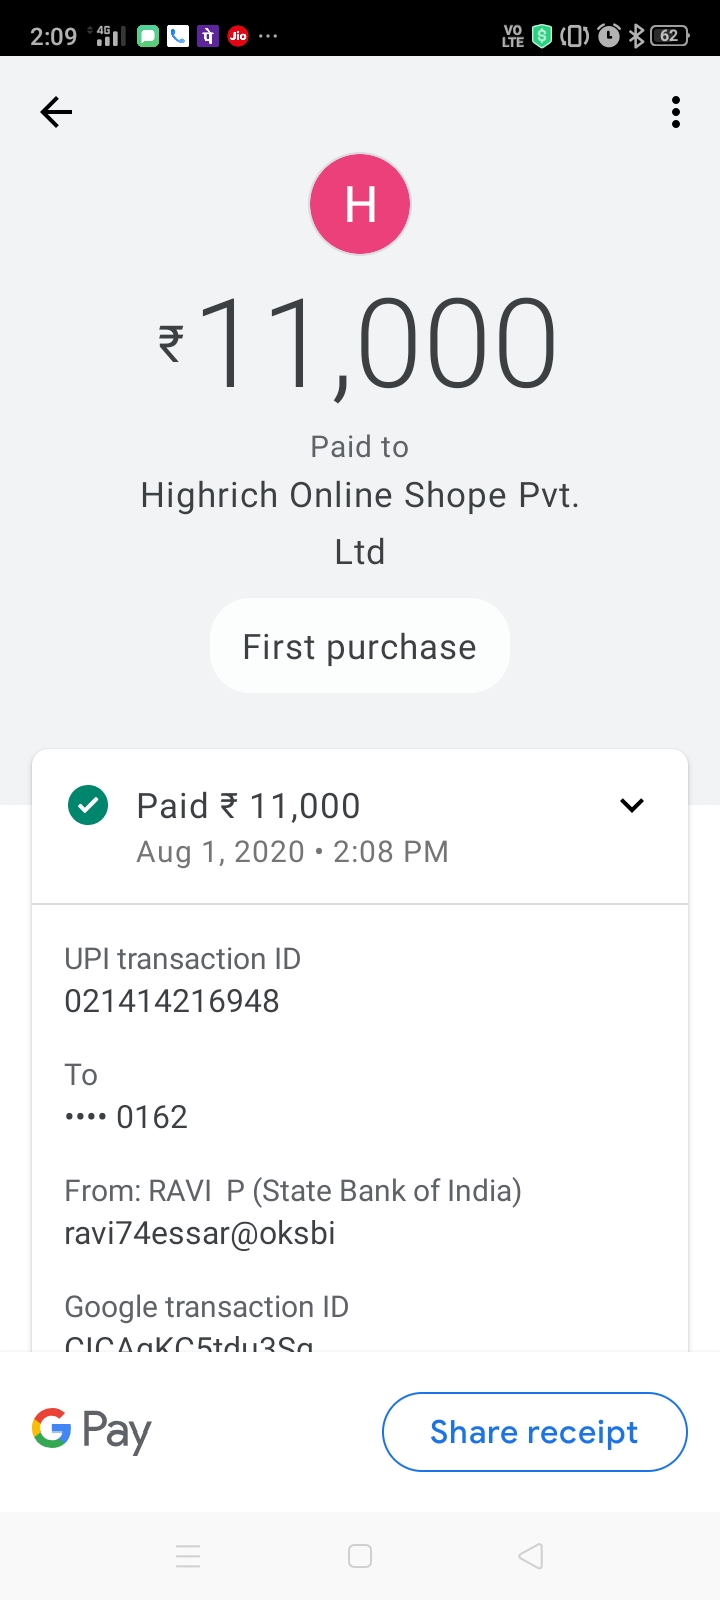 2:09 4G Jio VO LTE 62
पे
H
₹11,000
Paid to
Highrich Online Shope Pvt.
Ltd
First purchase
Paid ₹ 11,000
Aug 1, 2020 • 2:08 PM
UPI transaction ID
021414216948
To
•••• 0162
From: RAVI P (State Bank of India)
ravi74essar@oksbi
Google transaction ID
G Pay
Share receipt